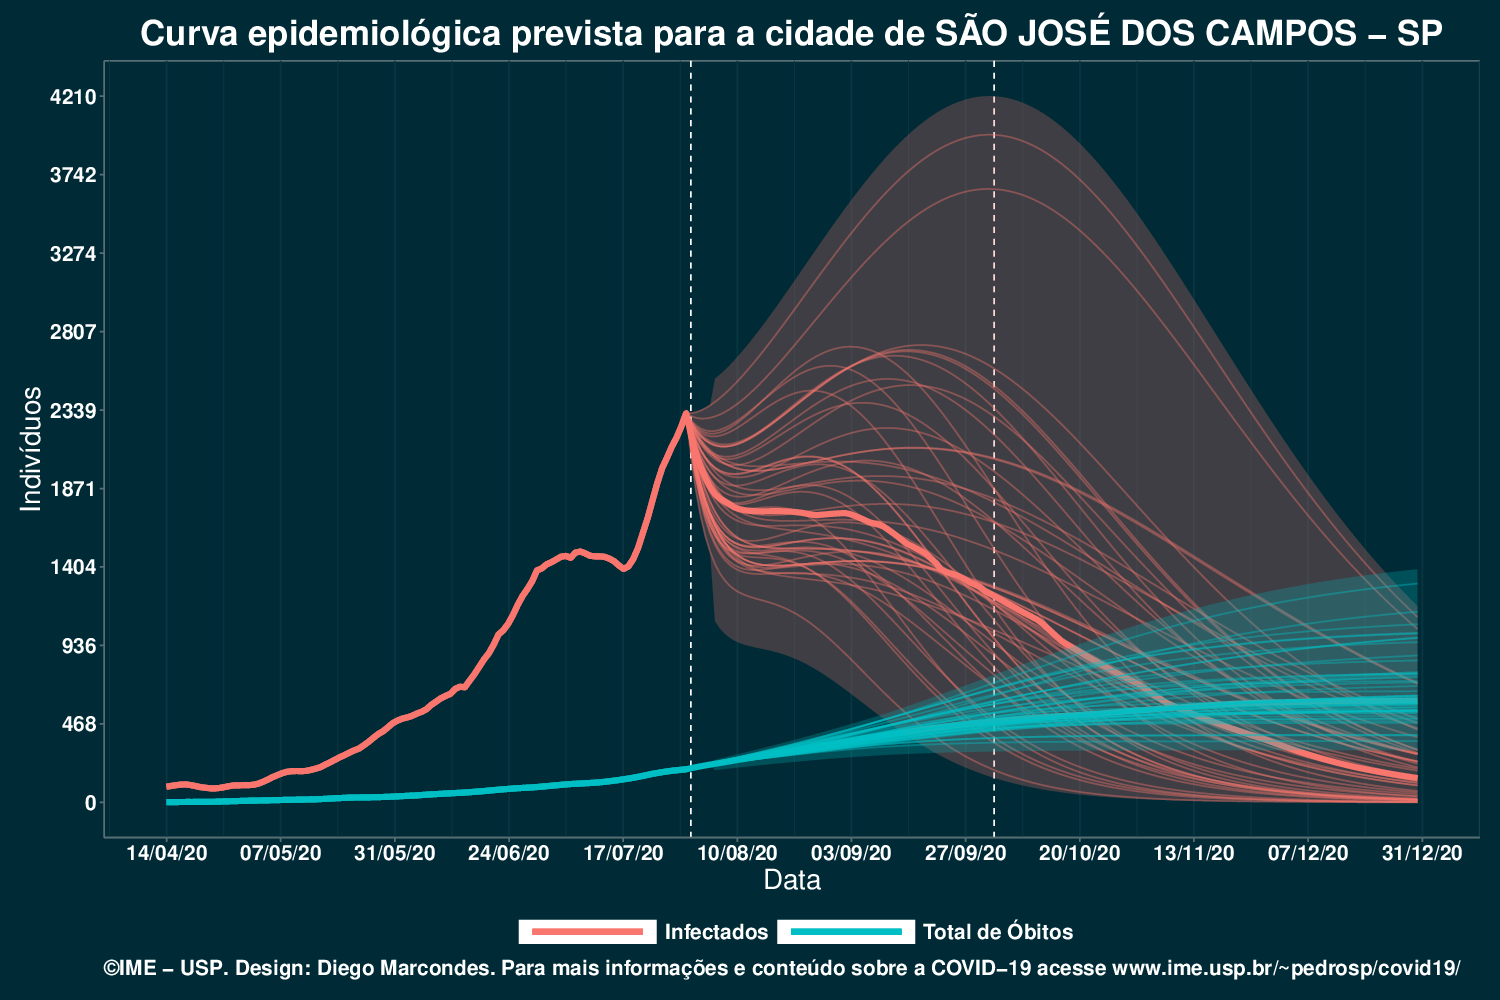 Curva epidemiológica prevista para a cidade de SÃO JOSÉ DOS CAMPOS – SP
4210
3742
3274
2807
2339
1871
1404
936
468
0
Indivíduos
14/04/20 07/05/20 31/05/20 24/06/20 17/07/20 10/08/20 03/09/20 27/09/20 20/10/20 13/11/20 07/12/20 31/12/20
Data
Infectados Total de Óbitos
©IME – USP. Design: Diego Marcondes. Para mais informações e conteúdo sobre a COVID–19 acesse www.ime.usp.br/~pedrosp/covid19/